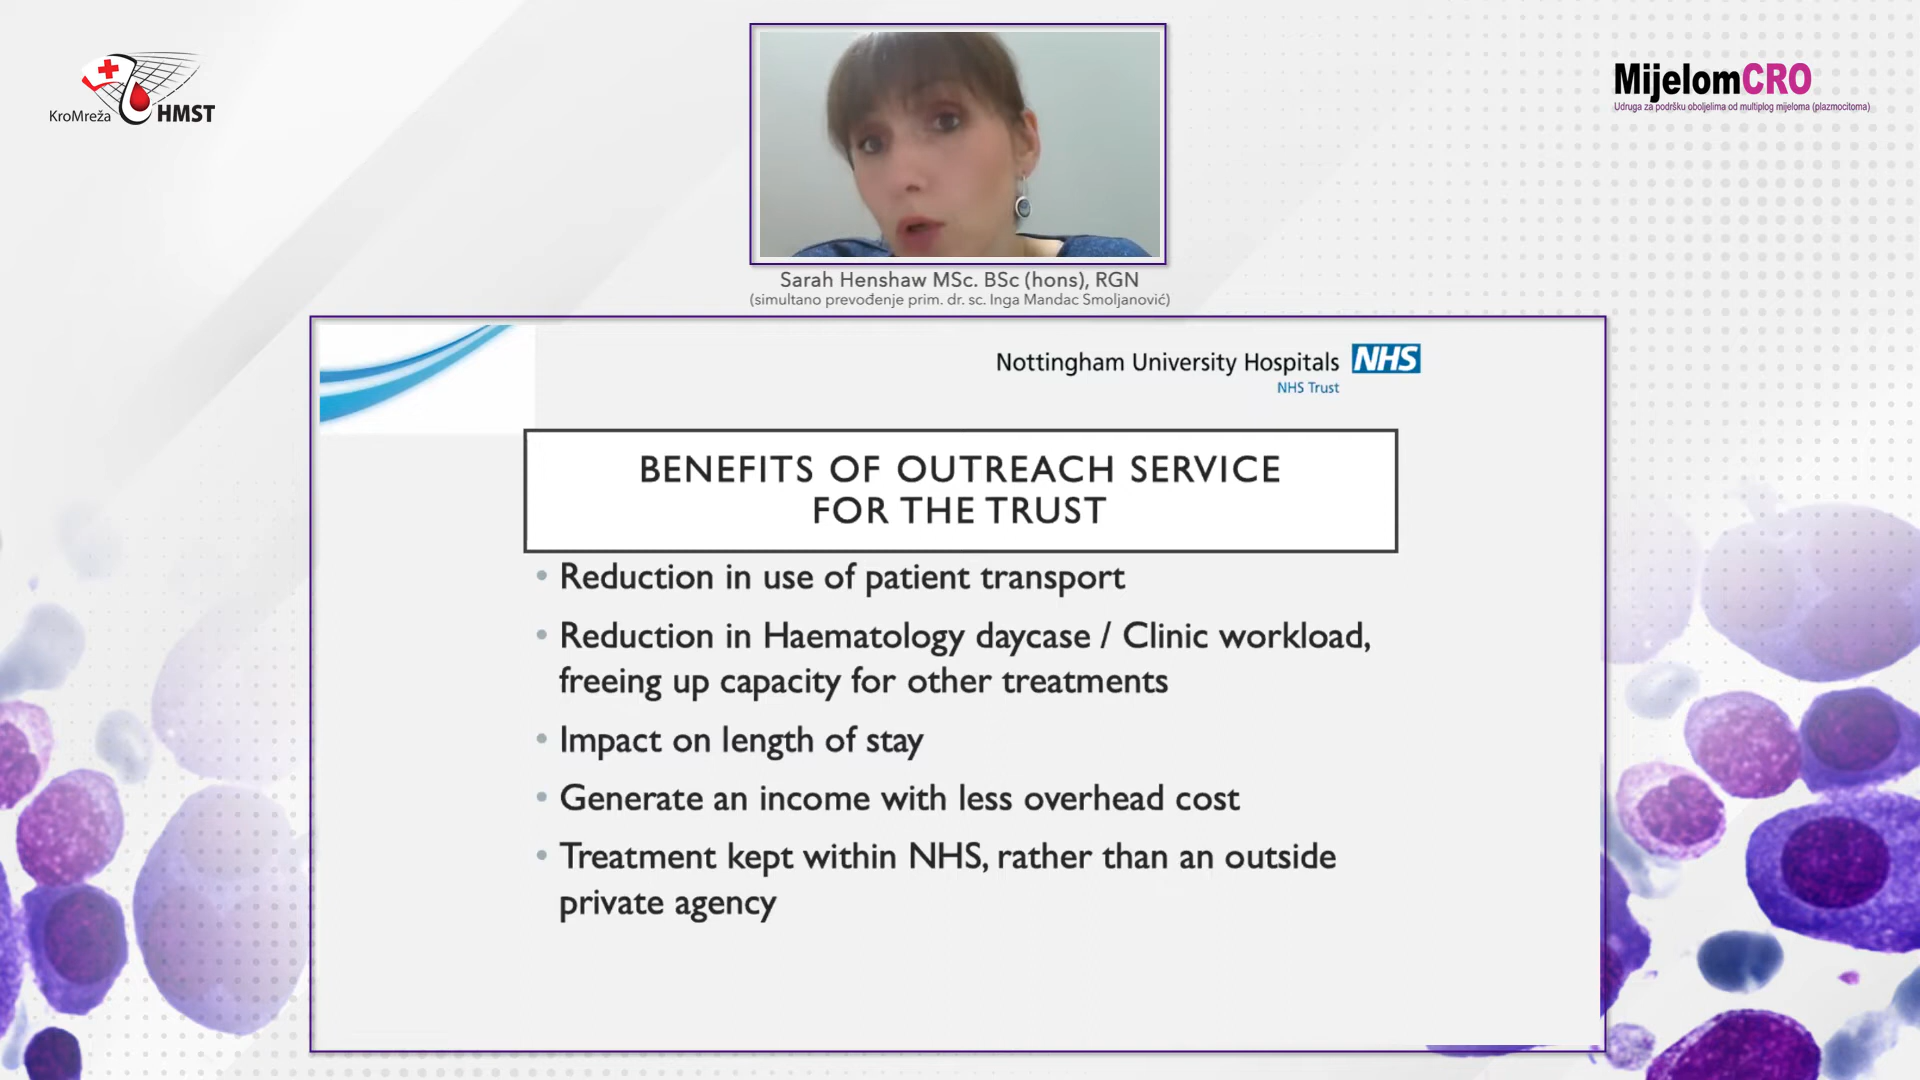 KroMreža HMST
MijelomCRO
Udruga za podršku oboljelima od multiplog mijeloma (plazmocitoma)
Sarah Henshaw MSc. BSc (hons), RGN
(simultano prevođenje prim. dr. sc. Inga Mandac Smoljanović)
Nottingham University Hospitals NHS
NHS Trust
BENEFITS OF OUTREACH SERVICE
FOR THE TRUST
• Reduction in use of patient transport
• Reduction in Haematology daycase / Clinic workload,
freeing up capacity for other treatments
• Impact on length of stay
• Generate an income with less overhead cost
• Treatment kept within NHS, rather than an outside
private agency